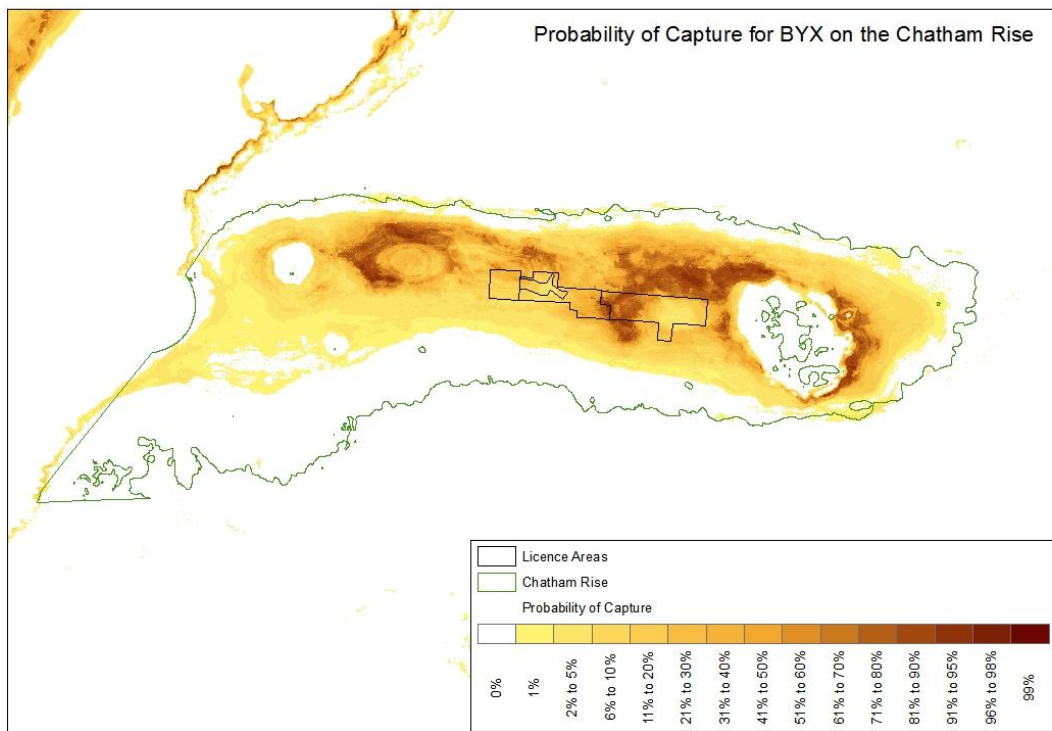 Probability of Capture for BYX on the Chatham Rise
Licence Areas
Chatham Rise
Probability of Capture
0%
1%
2% to 5%
6% to 10%
11% to 20%
21% to 30%
31% to 40%
41% to 50%
51% to 60%
61% to 70%
71% to 80%
81% to 90%
91% to 95%
96% to 98%
99%